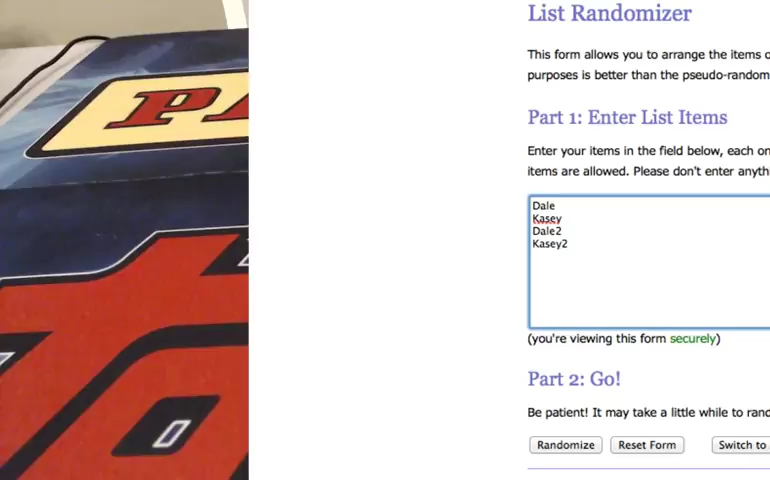 PA
List Randomizer
This form allows you to arrange the items
purposes is better than the pseudo-random
Part 1: Enter List Items
Enter your items in the field below, each on
items are allowed. Please don't enter anyth
Dale
Kasey
Dale2
Kasey2
(you're viewing this form securely)
Part 2: Go!
Be patient! It may take a little while to rand
Randomize Reset Form Switch to